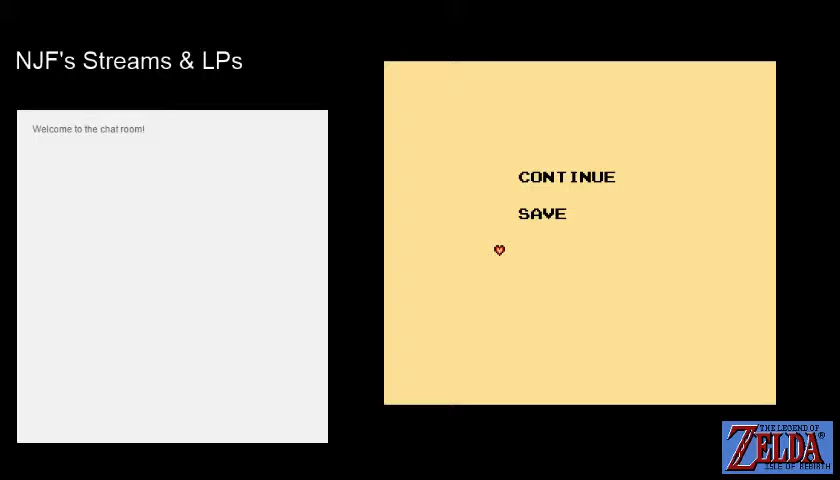 NJF's Streams & LPs
Welcome to the chat room!
CONTINUE
SAVE
THE LEGEND OF
ZELDA®
ISLE OF REBIRTH